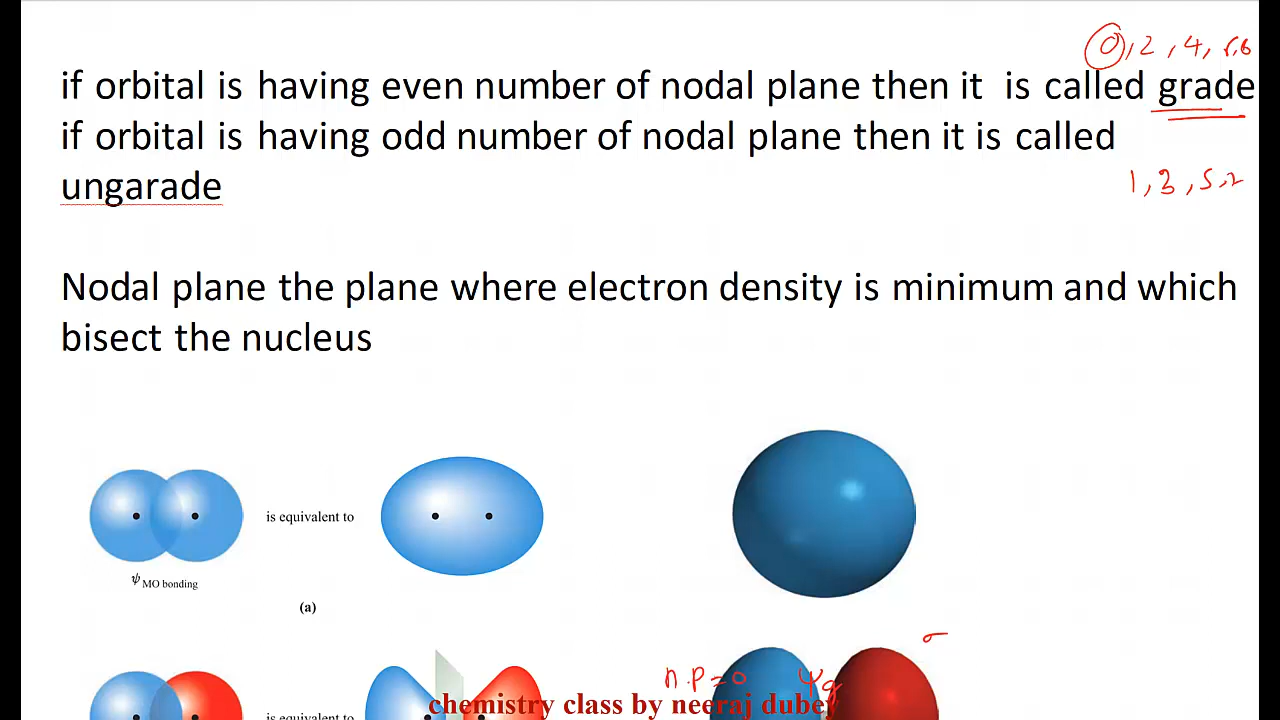 0, 2, 4,
if orbital is having even number of nodal plane then it is called grade
if orbital is having odd number of nodal plane then it is called
ungarade
1, 3, 5,
Nodal plane the plane where electron density is minimum and which
bisect the nucleus
is equivalent to
ψ MO bonding
(a)
σ
n.p=0 ψg
chemistry class by neeraj dubey
is equivalent to